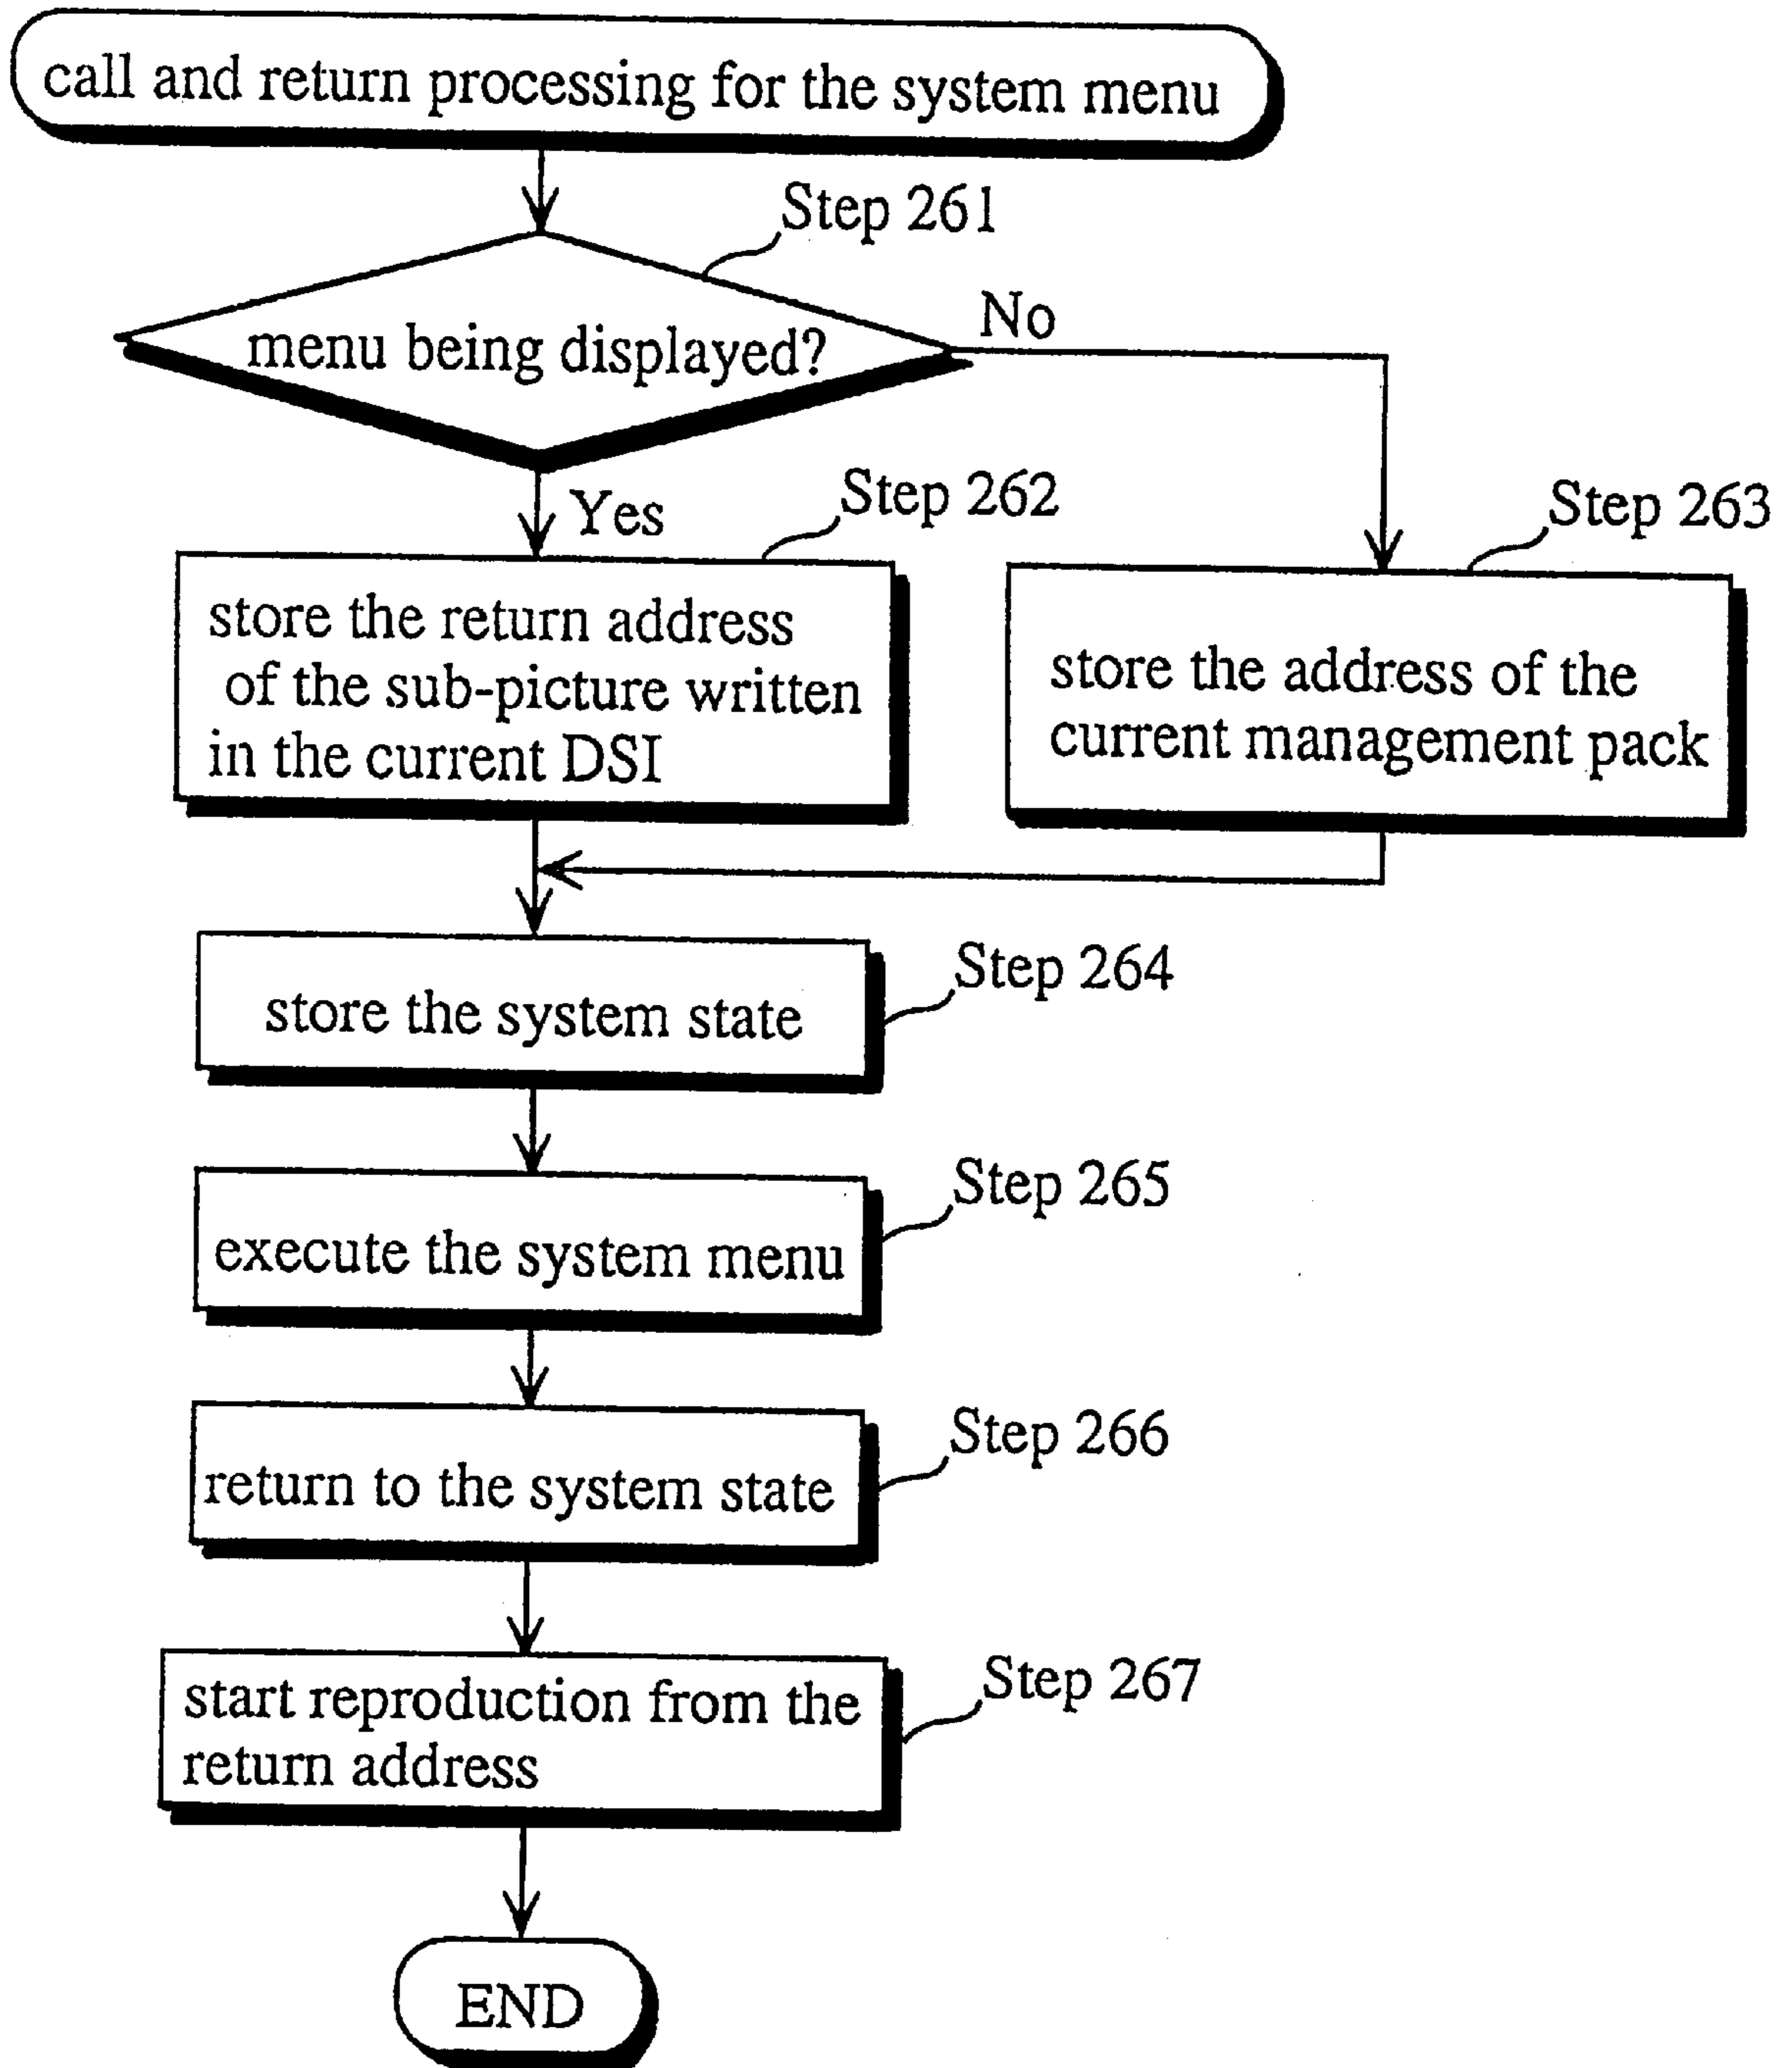 call and return processing for the system menu
Step 261
menu being displayed?
No
Yes
Step 262
store the return address
of the sub-picture written
in the current DSI
Step 263
store the address of the
current management pack
Step 264
store the system state
Step 265
execute the system menu
Step 266
return to the system state
Step 267
start reproduction from the
return address
END